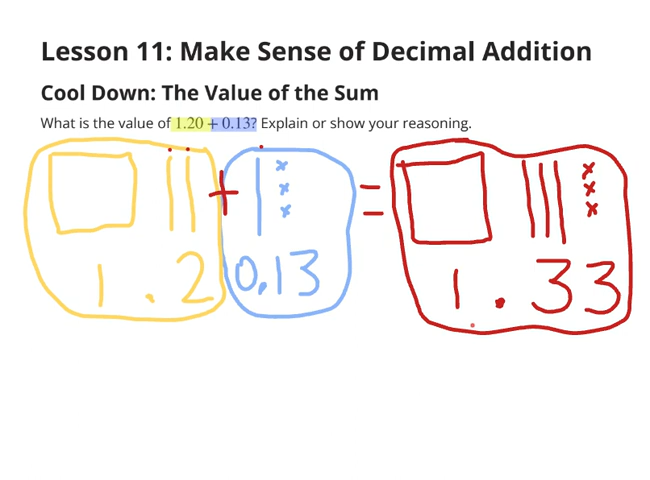 Lesson 11: Make Sense of Decimal Addition
Cool Down: The Value of the Sum
What is the value of 1.20 + 0.13? Explain or show your reasoning.
+ =
1.2 0.13 1.33